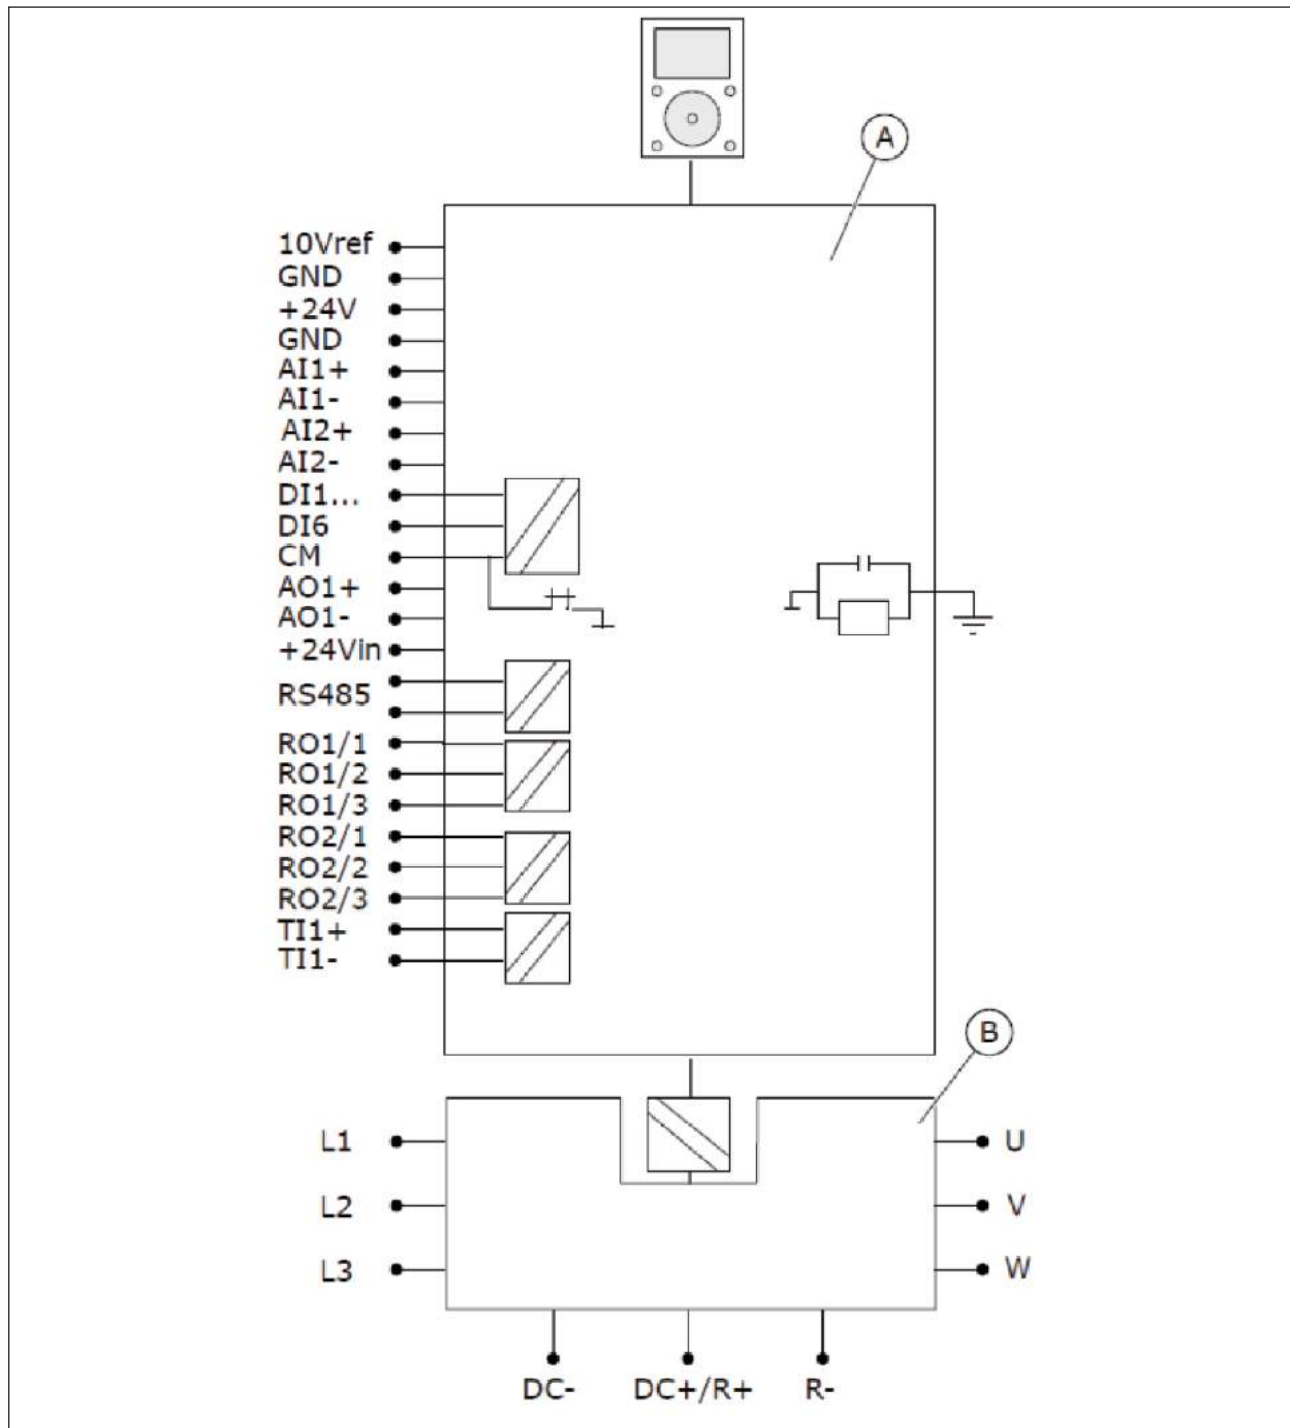 A
10Vref
GND
+24V
GND
AI1+
AI1-
AI2+
AI2-
DI1...
DI6
CM
AO1+
AO1-
+24Vin
RS485
RO1/1
RO1/2
RO1/3
RO2/1
RO2/2
RO2/3
TI1+
TI1-
B
L1 U
L2 V
L3 W
DC- DC+/R+ R-